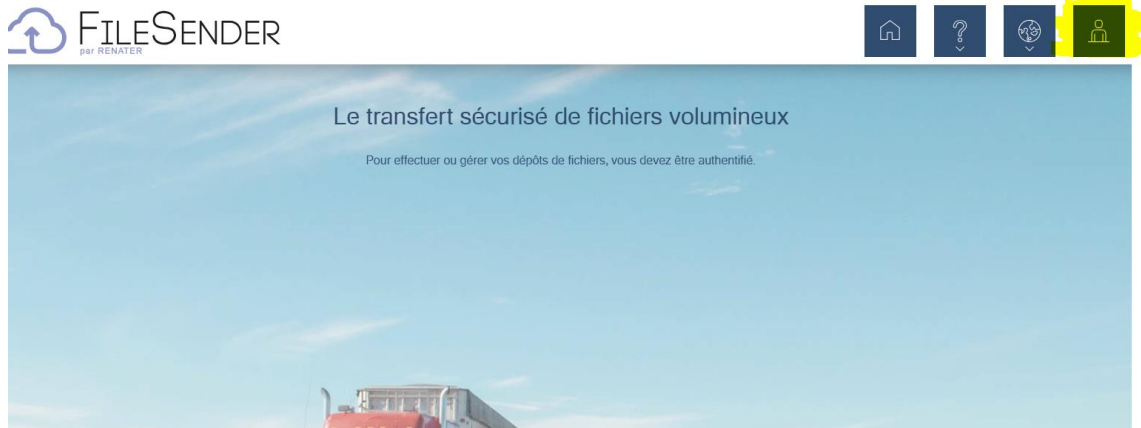 FILESENDER
par RENATER
Le transfert sécurisé de fichiers volumineux
Pour effectuer ou gérer vos dépôts de fichiers, vous devez être authentifié.